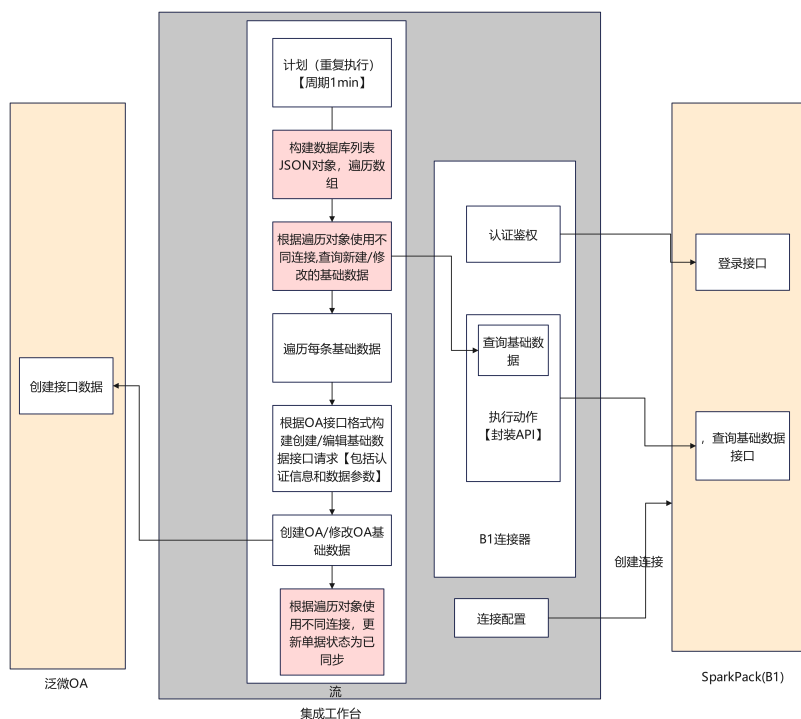 计划（重复执行）
【周期1min】
构建数据库列表
JSON对象，遍历数
组
根据遍历对象使用不
同连接,查询新建/修
改的基础数据
遍历每条基础数据
根据OA接口格式构
建创建/编辑基础数
据接口请求【包括认
证信息和数据参数】
创建OA/修改OA基
础数据
根据遍历对象使
用不同连接，更
新单据状态为已
同步
流
集成工作台
创建接口数据
泛微OA
认证鉴权
查询基础数
据
执行动作
【封装API】
B1连接器
连接配置
创建连接
登录接口
，查询基础数据
接口
SparkPack(B1)